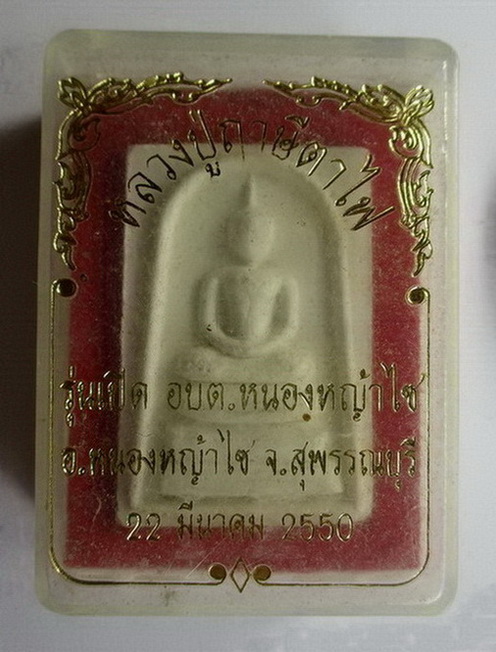 หลวงปู่ฤาษีตาไฟ
รุ่นเปิด อบต.หนองหญ้าไซ
อ.หนองหญ้าไซ จ.สุพรรณบุรี
22 มีนาคม 2550